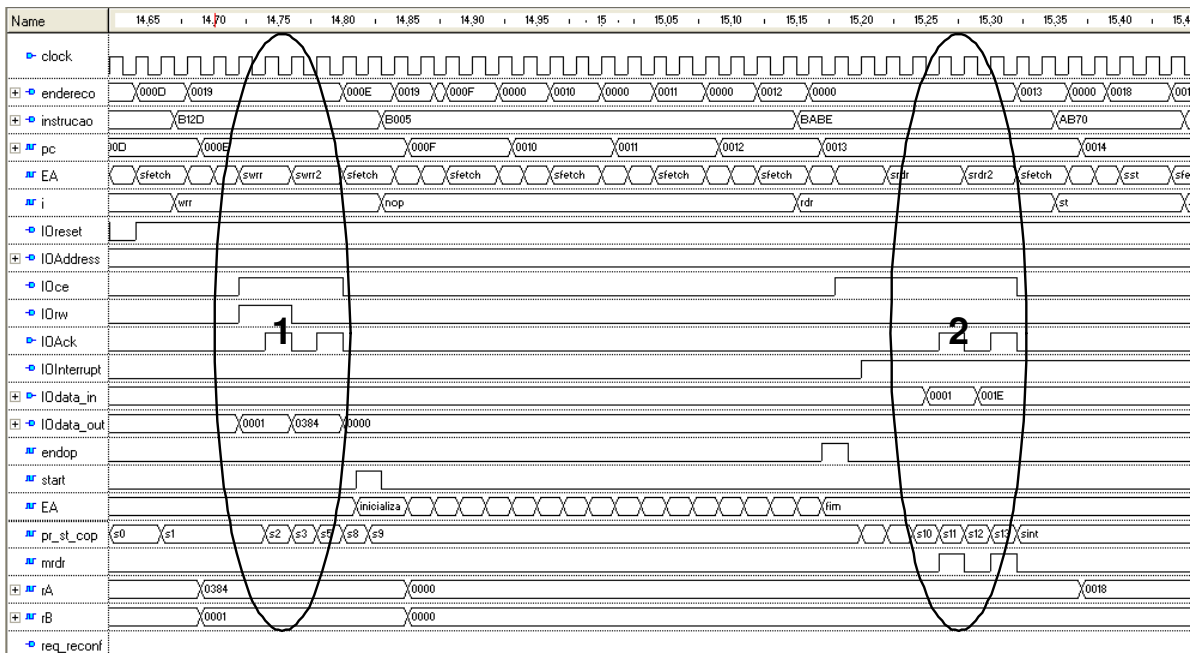 Name 14,65 14,70 14,75 14,80 14,85 14,90 14,95 15 15,05 15,10 15,15 15,20 15,25 15,30 15,35 15,40 15,4
clock
endereco 000D 0019 000E 0019 000F 0000 0010 0000 0011 0000 0012 0000 0013 0000 0018 001
instrucao B12D B005 BABE AB70
pc 00D 000E 000F 0010 0011 0012 0013 0014
EA sfetch swrr swrr2 sfetch sfetch sfetch sfetch sfetch srdr srdr2 sfetch sst sfe
i wrr nop rdr st
IOreset
IOAddress
IOce
IOrw
IOAck 1 2
IOInterrupt
IOdata_in 0001 001E
IOdata_out 0001 0384 0000
endop
start
EA inicializa fim
pr_st_cop s0 s1 s2 s3 s5 s8 s9 s10 s11 s12 s13 sint
mrdr
rA 0384 0000 0018
rB 0001 0000
req_reconf